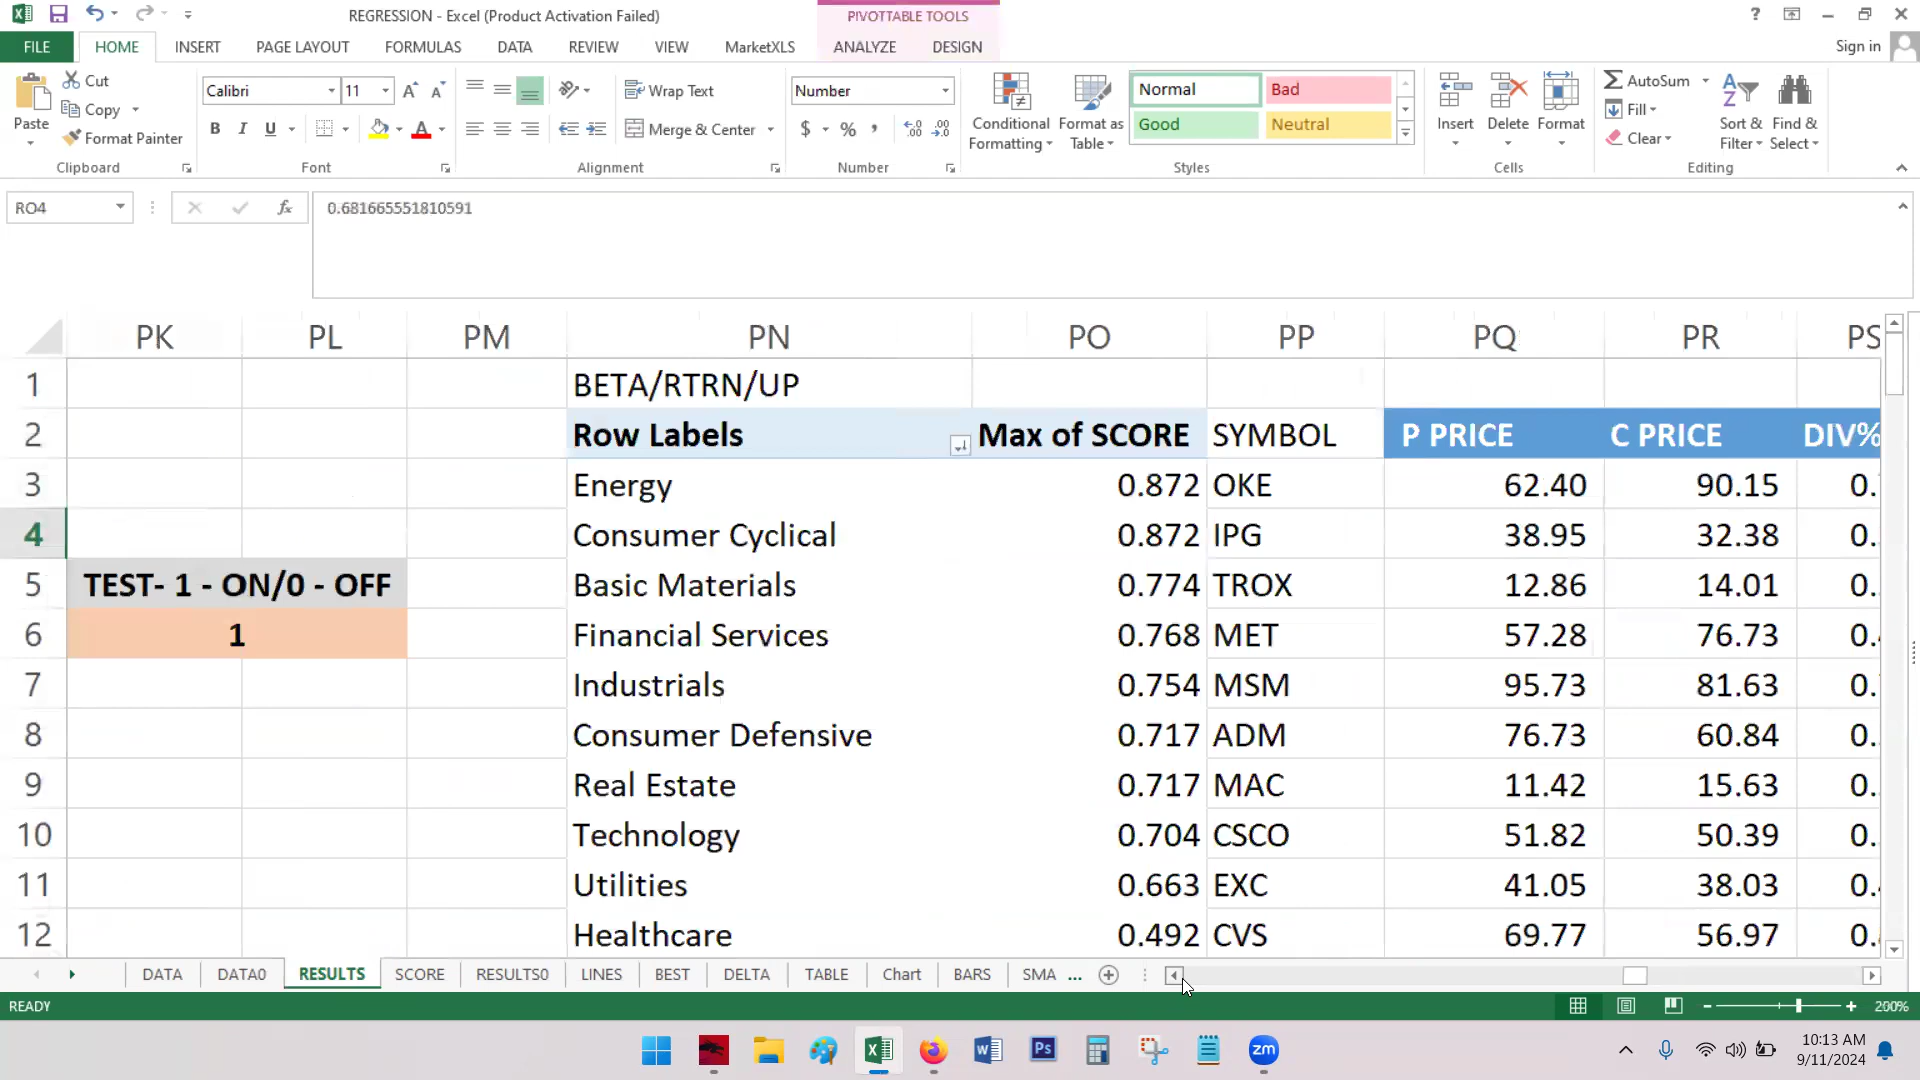 REGRESSION - Excel (Product Activation Failed)
PIVOTTABLE TOOLS
?
FILE
HOME
INSERT
PAGE LAYOUT
FORMULAS
DATA
REVIEW
VIEW
MarketXLS
ANALYZE
DESIGN
Sign in
Paste
Cut
Copy
Format Painter
Clipboard
Calibri
11
B I U
Font
Wrap Text
Merge & Center
Alignment
Number
$ % ,
Number
Conditional Formatting
Format as Table
Normal
Bad
Good
Neutral
Styles
Insert
Delete
Format
Cells
AutoSum
Fill
Clear
Sort & Filter
Find & Select
Editing
RO4
fx
0.681665551810591
PK PL PM PN PO PP PQ PR PS
1 BETA/RTRN/UP
2 Row Labels Max of SCORE SYMBOL P PRICE C PRICE DIV%
3 Energy 0.872 OKE 62.40 90.15
4 Consumer Cyclical 0.872 IPG 38.95 32.38
5 TEST- 1 - ON/0 - OFF Basic Materials 0.774 TROX 12.86 14.01
6 1 Financial Services 0.768 MET 57.28 76.73
7 Industrials 0.754 MSM 95.73 81.63
8 Consumer Defensive 0.717 ADM 76.73 60.84
9 Real Estate 0.717 MAC 11.42 15.63
10 Technology 0.704 CSCO 51.82 50.39
11 Utilities 0.663 EXC 41.05 38.03
12 Healthcare 0.492 CVS 69.77 56.97
DATA DATA0 RESULTS SCORE RESULTS0 LINES BEST DELTA TABLE Chart BARS SMA ...
READY
200%
Ps
zm
10:13 AM
9/11/2024